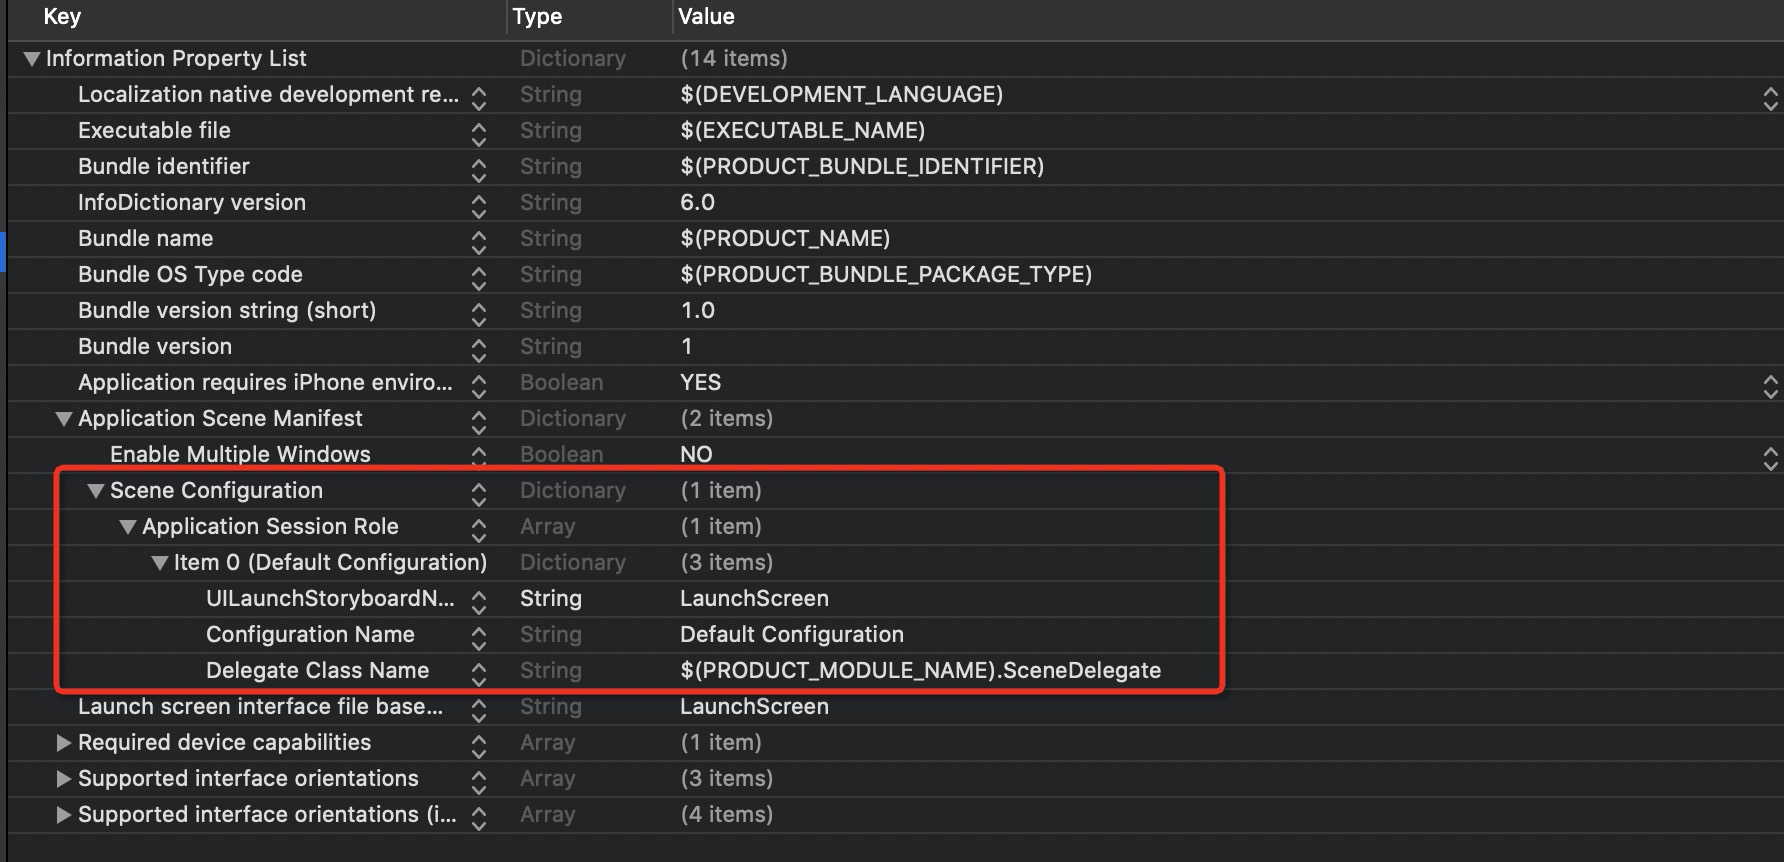 Key Type Value
Information Property List Dictionary (14 items)
Localization native development re... String $(DEVELOPMENT_LANGUAGE)
Executable file String $(EXECUTABLE_NAME)
Bundle identifier String $(PRODUCT_BUNDLE_IDENTIFIER)
InfoDictionary version String 6.0
Bundle name String $(PRODUCT_NAME)
Bundle OS Type code String $(PRODUCT_BUNDLE_PACKAGE_TYPE)
Bundle version string (short) String 1.0
Bundle version String 1
Application requires iPhone enviro... Boolean YES
Application Scene Manifest Dictionary (2 items)
Enable Multiple Windows Boolean NO
Scene Configuration Dictionary (1 item)
Application Session Role Array (1 item)
Item 0 (Default Configuration) Dictionary (3 items)
UILaunchStoryboardN... String LaunchScreen
Configuration Name String Default Configuration
Delegate Class Name String $(PRODUCT_MODULE_NAME).SceneDelegate
Launch screen interface file base... String LaunchScreen
Required device capabilities Array (1 item)
Supported interface orientations Array (3 items)
Supported interface orientations (i... Array (4 items)